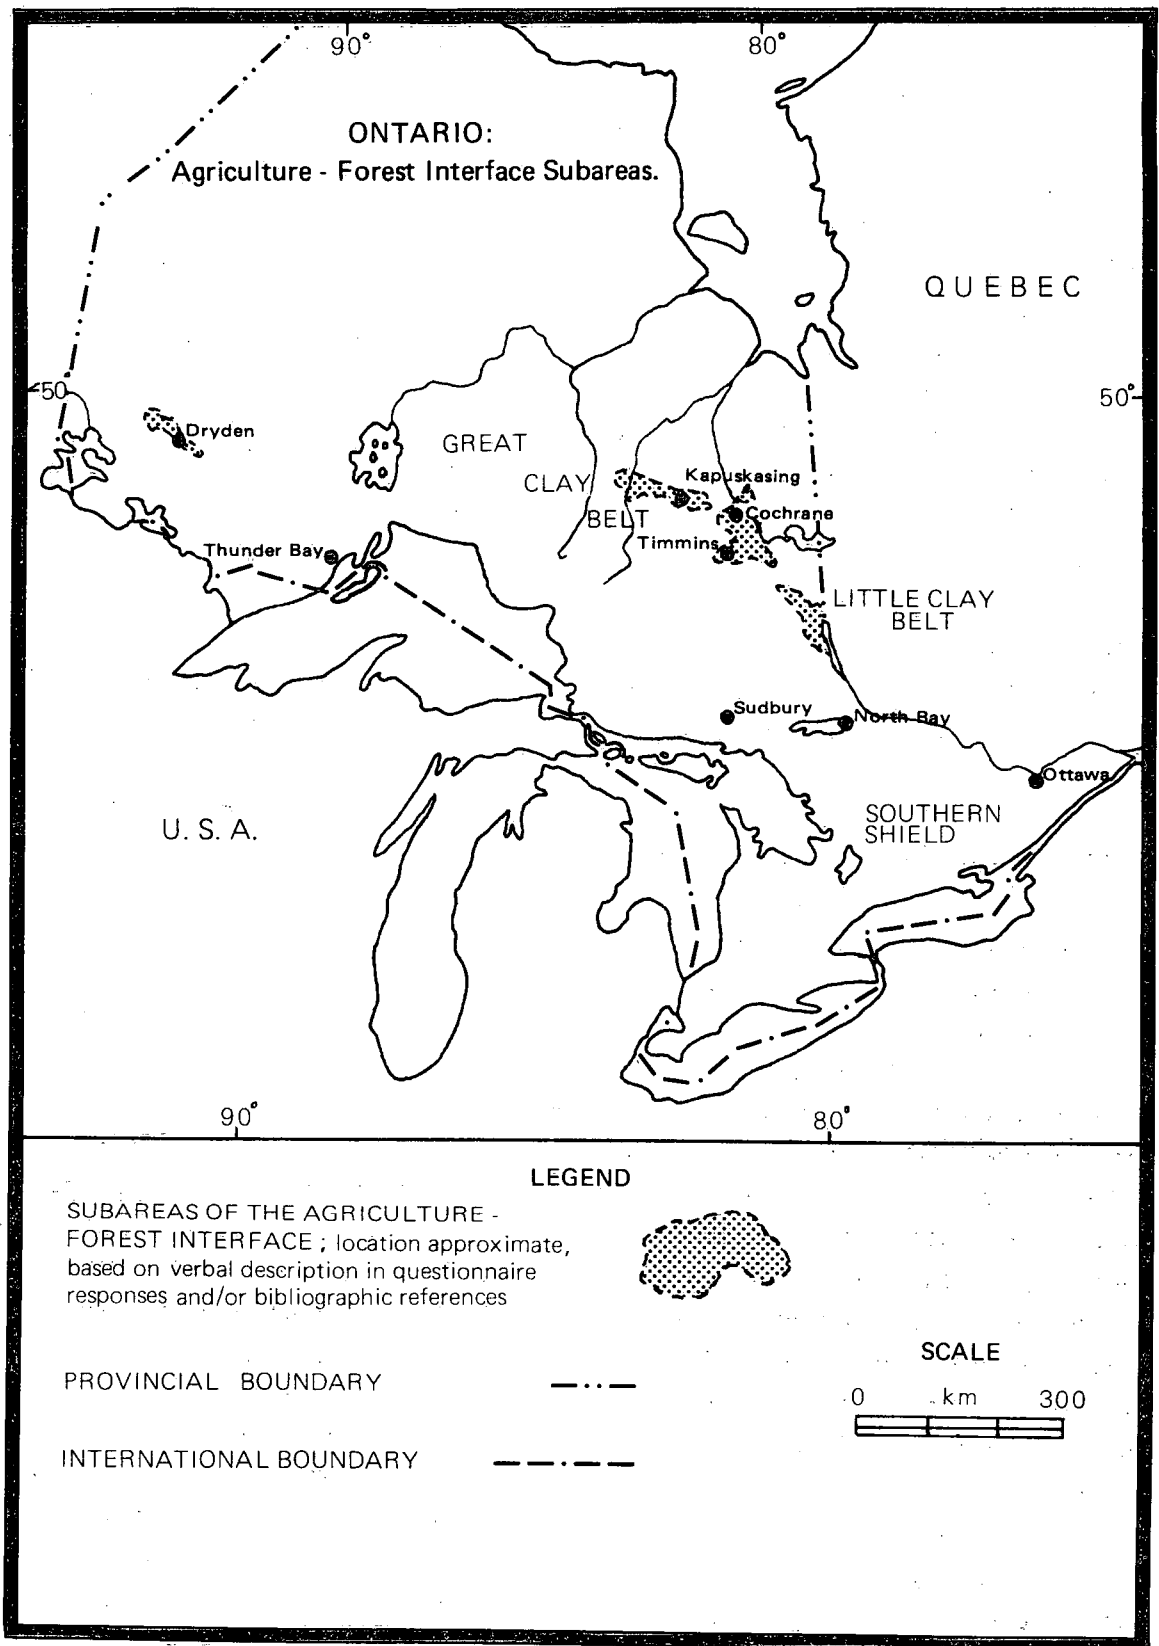 90°
80°
ONTARIO:
Agriculture - Forest Interface Subareas.
QUEBEC
50
50°
Dryden
GREAT
CLAY
BELT
Kapuskasing
Cochrane
Timmins
Thunder Bay
LITTLE CLAY
BELT
Sudbury
North Bay
Ottawa
U. S. A.
SOUTHERN
SHIELD
90°
80°
LEGEND
SUBAREAS OF THE AGRICULTURE -
FOREST INTERFACE ; location approximate,
based on verbal description in questionnaire
responses and/or bibliographic references
SCALE
PROVINCIAL BOUNDARY
0 km 300
INTERNATIONAL BOUNDARY